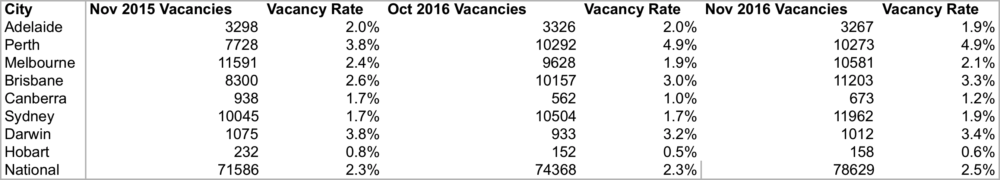 City Nov 2015 Vacancies Vacancy Rate Oct 2016 Vacancies Vacancy Rate Nov 2016 Vacancies Vacancy Rate
Adelaide 3298 2.0% 3326 2.0% 3267 1.9%
Perth 7728 3.8% 10292 4.9% 10273 4.9%
Melbourne 11591 2.4% 9628 1.9% 10581 2.1%
Brisbane 8300 2.6% 10157 3.0% 11203 3.3%
Canberra 938 1.7% 562 1.0% 673 1.2%
Sydney 10045 1.7% 10504 1.7% 11962 1.9%
Darwin 1075 3.8% 933 3.2% 1012 3.4%
Hobart 232 0.8% 152 0.5% 158 0.6%
National 71586 2.3% 74368 2.3% 78629 2.5%